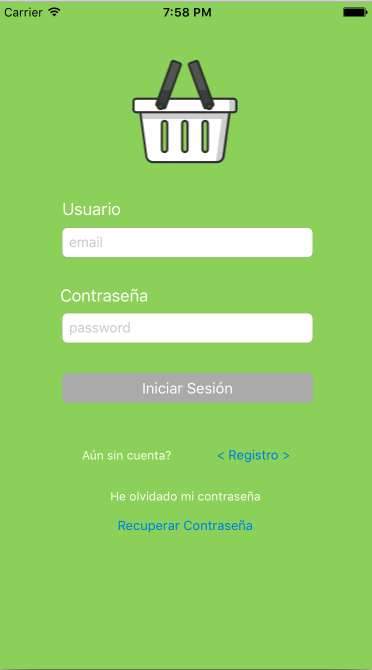 Carrier 7:58 PM
Usuario
email
Contraseña
password
Iniciar Sesión
Aún sin cuenta? < Registro >
He olvidado mi contraseña
Recuperar Contraseña